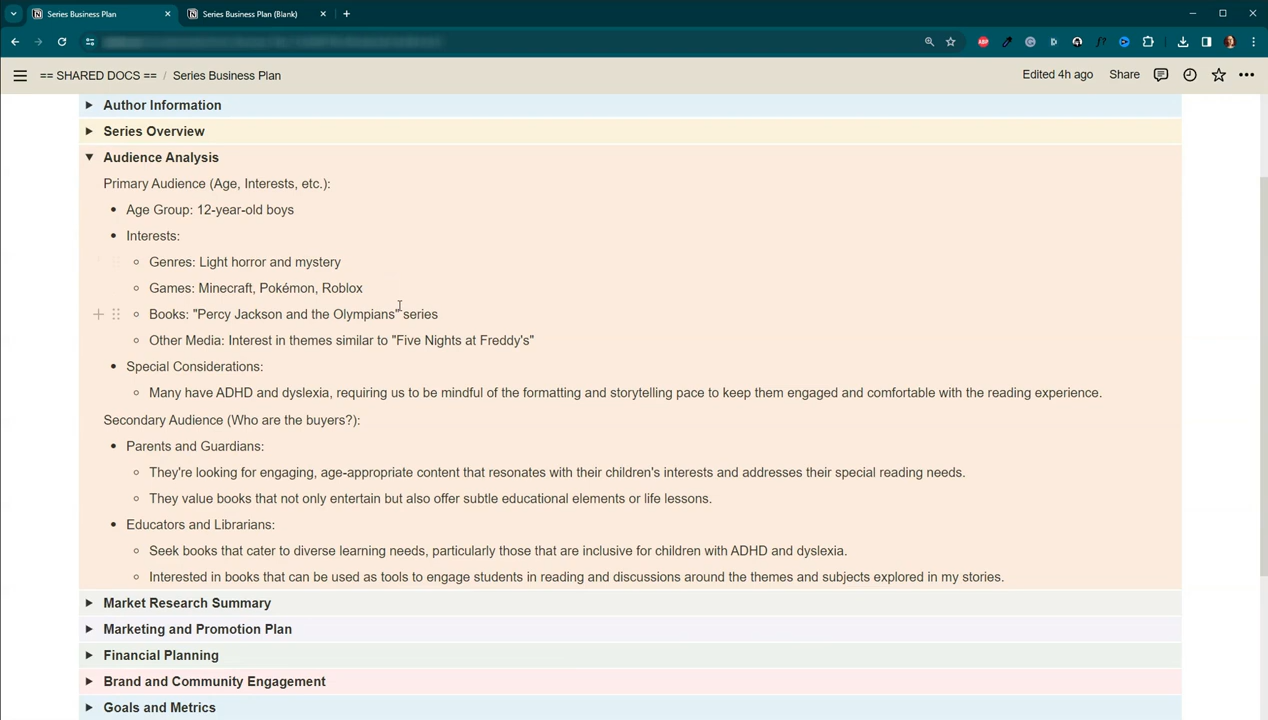 Series Business Plan
Series Business Plan (Blank)
== SHARED DOCS == / Series Business Plan
Edited 4h ago
Share
Author Information
Series Overview
Audience Analysis
Primary Audience (Age, Interests, etc.):
Age Group: 12-year-old boys
Interests:
Genres: Light horror and mystery
Games: Minecraft, Pokémon, Roblox
Books: "Percy Jackson and the Olympians" series
Other Media: Interest in themes similar to "Five Nights at Freddy's"
Special Considerations:
Many have ADHD and dyslexia, requiring us to be mindful of the formatting and storytelling pace to keep them engaged and comfortable with the reading experience.
Secondary Audience (Who are the buyers?):
Parents and Guardians:
They're looking for engaging, age-appropriate content that resonates with their children's interests and addresses their special reading needs.
They value books that not only entertain but also offer subtle educational elements or life lessons.
Educators and Librarians:
Seek books that cater to diverse learning needs, particularly those that are inclusive for children with ADHD and dyslexia.
Interested in books that can be used as tools to engage students in reading and discussions around the themes and subjects explored in my stories.
Market Research Summary
Marketing and Promotion Plan
Financial Planning
Brand and Community Engagement
Goals and Metrics